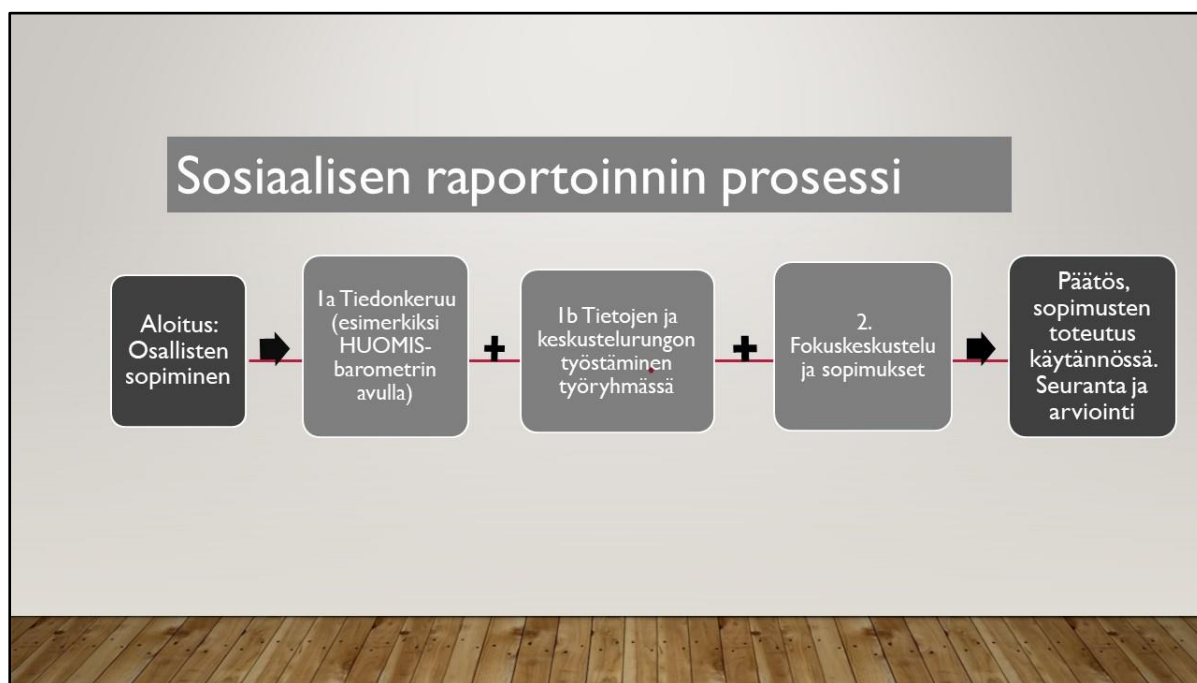 Sosiaalisen raportoinnin prosessi
Aloitus:
Osallisten
sopiminen
1a Tiedonkeruu
(esimerkiksi
HUOMIS-
barometrin
avulla)
1b Tietojen ja
keskustelurungon
työstäminen
työryhmässä
2.
Fokuskeskustelu
ja sopimukset
Päätös,
sopimusten
toteutus
käytännössä.
Seuranta ja
arviointi